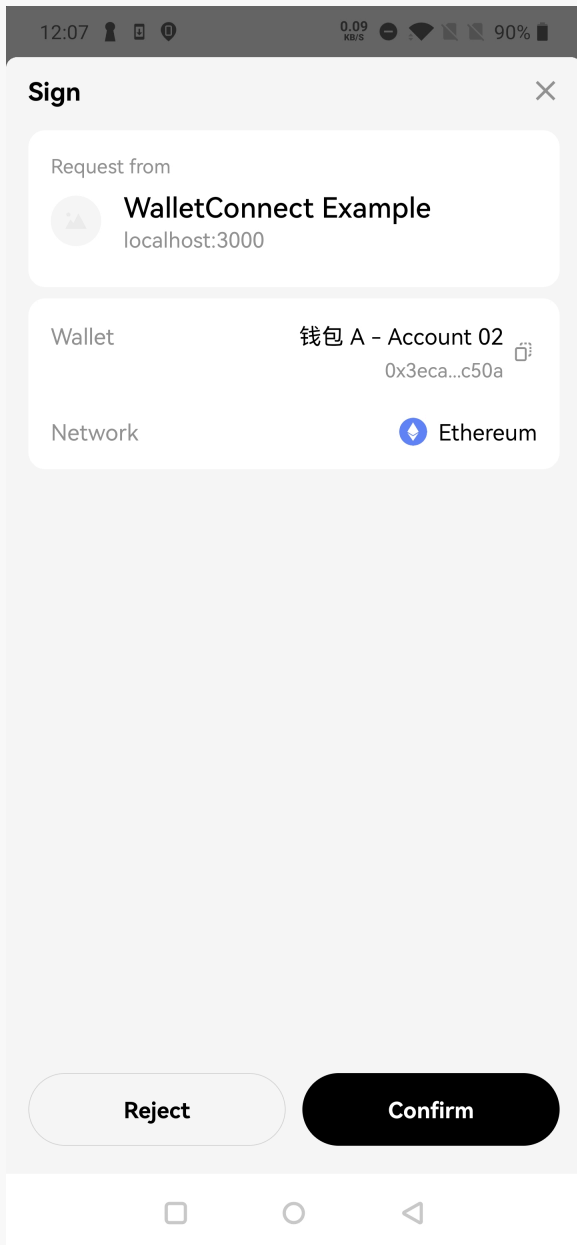 12:07
0.09
KB/S
90%
Sign
Request from
WalletConnect Example
localhost:3000
Wallet
钱包 A - Account 02
0x3eca...c50a
Network
Ethereum
Reject
Confirm